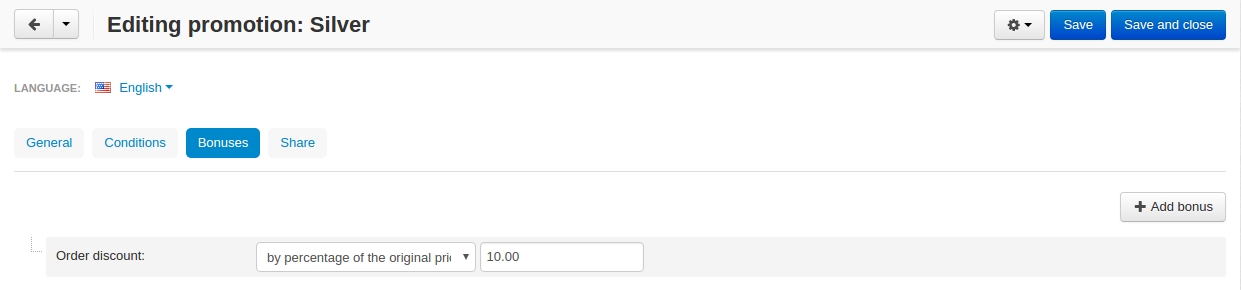 Editing promotion: Silver
Save
Save and close
LANGUAGE: English
General
Conditions
Bonuses
Share
Add bonus
Order discount: by percentage of the original pric 10.00